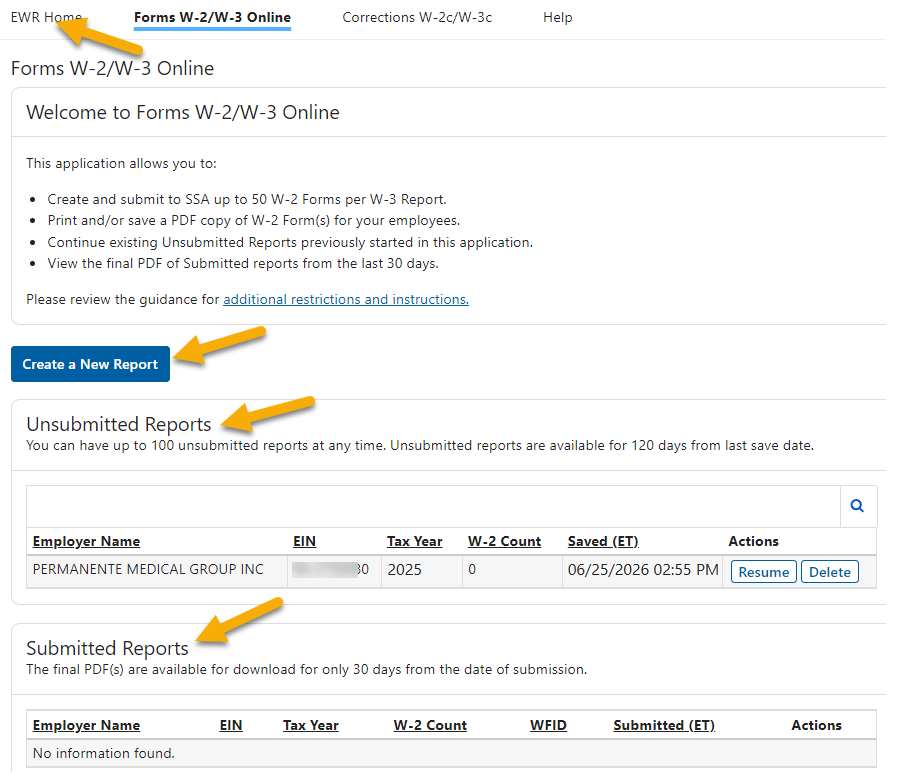 EWR Home Forms W-2/W-3 Online Corrections W-2c/W-3c Help
Forms W-2/W-3 Online
Welcome to Forms W-2/W-3 Online
This application allows you to:
• Create and submit to SSA up to 50 W-2 Forms per W-3 Report.
• Print and/or save a PDF copy of W-2 Form(s) for your employees.
• Continue existing Unsubmitted Reports previously started in this application.
• View the final PDF of Submitted reports from the last 30 days.
Please review the guidance for additional restrictions and instructions.
Create a New Report
Unsubmitted Reports
You can have up to 100 unsubmitted reports at any time. Unsubmitted reports are available for 120 days from last save date.
Employer Name EIN Tax Year W-2 Count Saved (ET) Actions
PERMANENTE MEDICAL GROUP INC 2025 0 06/25/2026 02:55 PM Resume Delete
Submitted Reports
The final PDF(s) are available for download for only 30 days from the date of submission.
Employer Name EIN Tax Year W-2 Count WFID Submitted (ET) Actions
No information found.